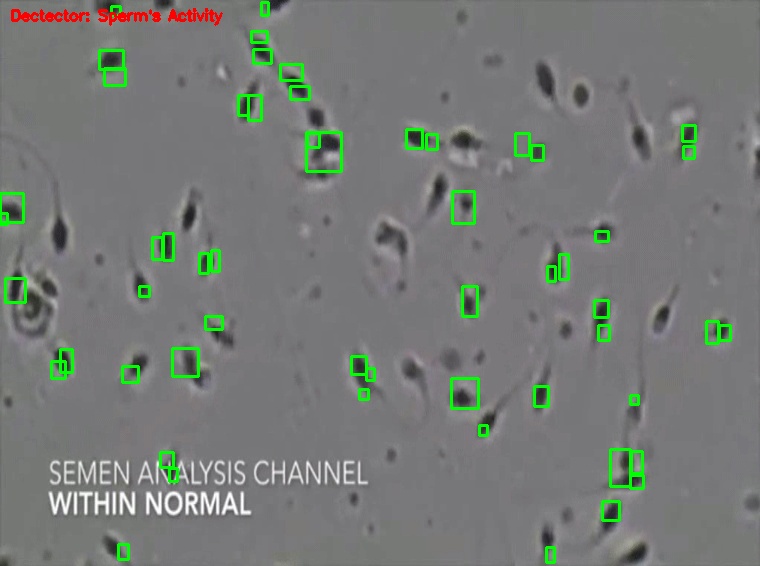 Dectector: Sperm's Activity
SEMEN ANALYSIS CHANNEL
WITHIN NORMAL